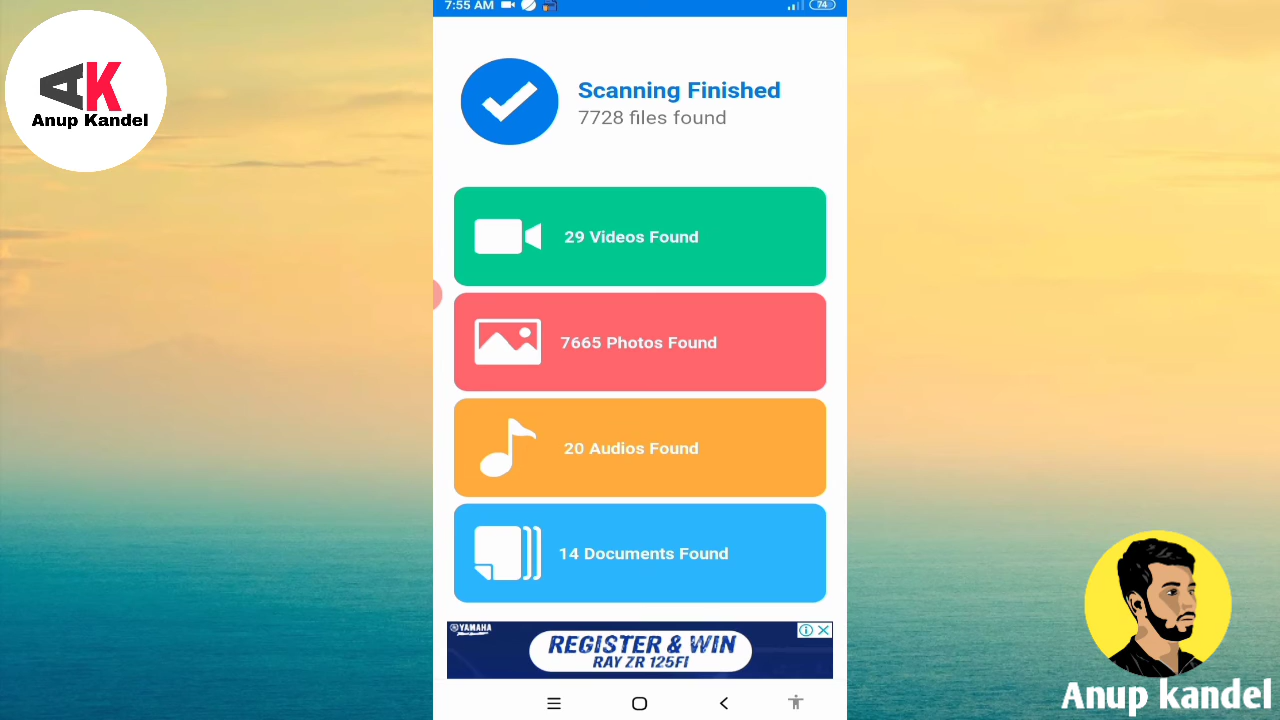 7:55 AM
74
AK
Anup Kandel
Scanning Finished
7728 files found
29 Videos Found
7665 Photos Found
20 Audios Found
14 Documents Found
YAMAHA
REGISTER & WIN
RAY ZR 125FI
Anup kandel